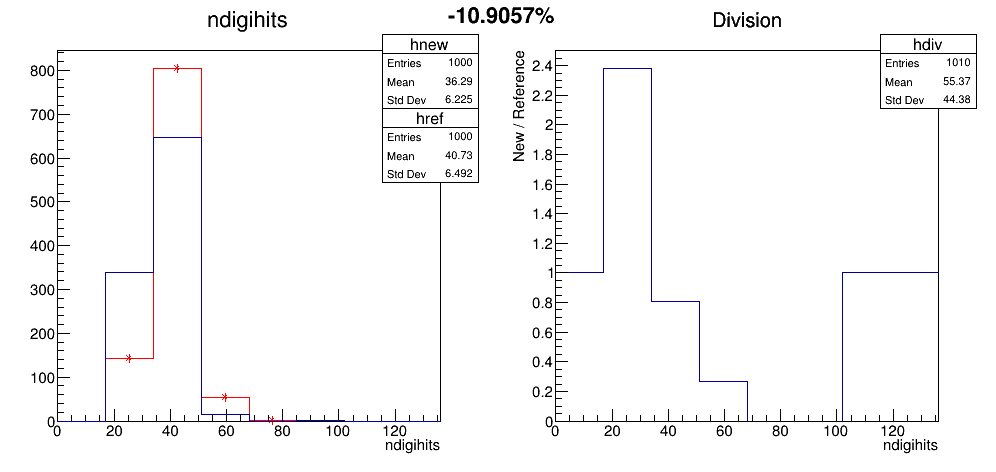 -10.9057%
ndigihits
hnew
Entries 1000
Mean 36.29
Std Dev 6.225
href
Entries 1000
Mean 40.73
Std Dev 6.492
800
700
600
500
400
300
200
100
0
0 20 40 60 80 100 120
ndigihits
Division
hdiv
Entries 1010
Mean 55.37
Std Dev 44.38
New / Reference
2.4
2.2
2
1.8
1.6
1.4
1.2
1
0.8
0.6
0.4
0.2
0
0 20 40 60 80 100 120
ndigihits